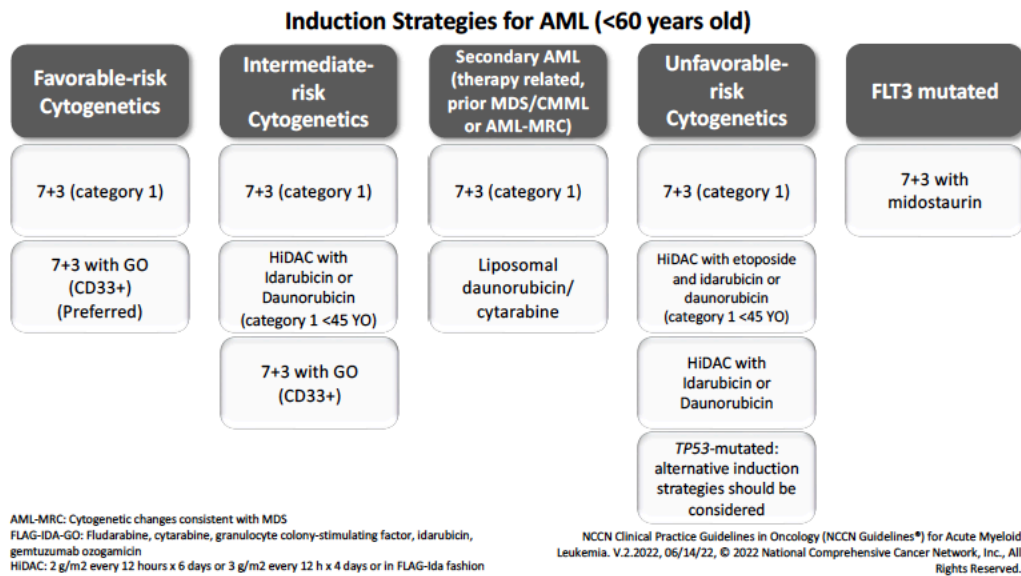 Induction Strategies for AML (<60 years old)
Favorable-risk
Cytogenetics
7+3 (category 1)
7+3 with GO
(CD33+)
(Preferred)
Intermediate-
risk
Cytogenetics
7+3 (category 1)
HiDAC with
Idarubicin or
Daunorubicin
(category 1 <45 YO)
7+3 with GO
(CD33+)
Secondary AML
(therapy related,
prior MDS/CMML
or AML-MRC)
7+3 (category 1)
Liposomal
daunorubicin/
cytarabine
Unfavorable-
risk
Cytogenetics
7+3 (category 1)
HiDAC with etoposide
and idarubicin or
daunorubicin
(category 1 <45 YO)
HiDAC with
Idarubicin or
Daunorubicin
TP53-mutated:
alternative induction
strategies should be
considered
FLT3 mutated
7+3 with
midostaurin
AML-MRC: Cytogenetic changes consistent with MDS
FLAG-IDA-GO: Fludarabine, cytarabine, granulocyte colony-stimulating factor, idarubicin,
gemtuzumab ozogamicin
HiDAC: 2 g/m2 every 12 hours x 6 days or 3 g/m2 every 12 h x 4 days or in FLAG-Ida fashion
NCCN Clinical Practice Guidelines in Oncology (NCCN Guidelines®) for Acute Myeloid
Leukemia. V.2.2022, 06/14/22, © 2022 National Comprehensive Cancer Network, Inc., All
Rights Reserved.